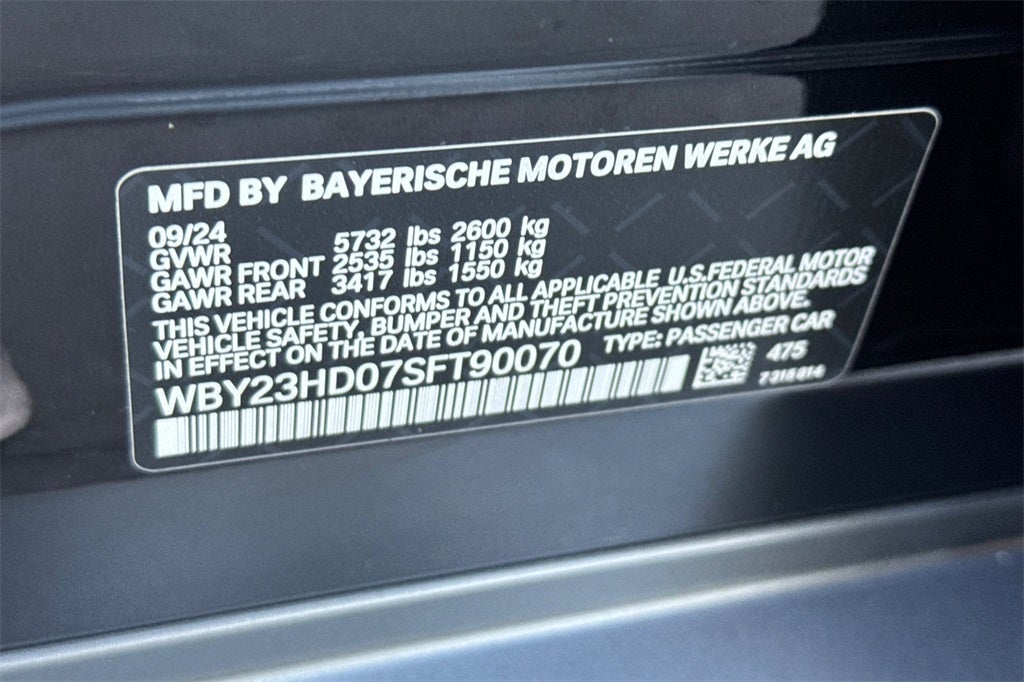 MFD BY BAYERISCHE MOTOREN WERKE AG
09/24
GVWR 5732 lbs 2600 kg
GAWR FRONT 2535 lbs 1150 kg
GAWR REAR 3417 lbs 1550 kg
THIS VEHICLE CONFORMS TO ALL APPLICABLE U.S.FEDERAL MOTOR
VEHICLE SAFETY, BUMPER AND THEFT PREVENTION STANDARDS
IN EFFECT ON THE DATE OF MANUFACTURE SHOWN ABOVE.
WBY23HD07SFT90070 TYPE: PASSENGER CAR
475
7318014